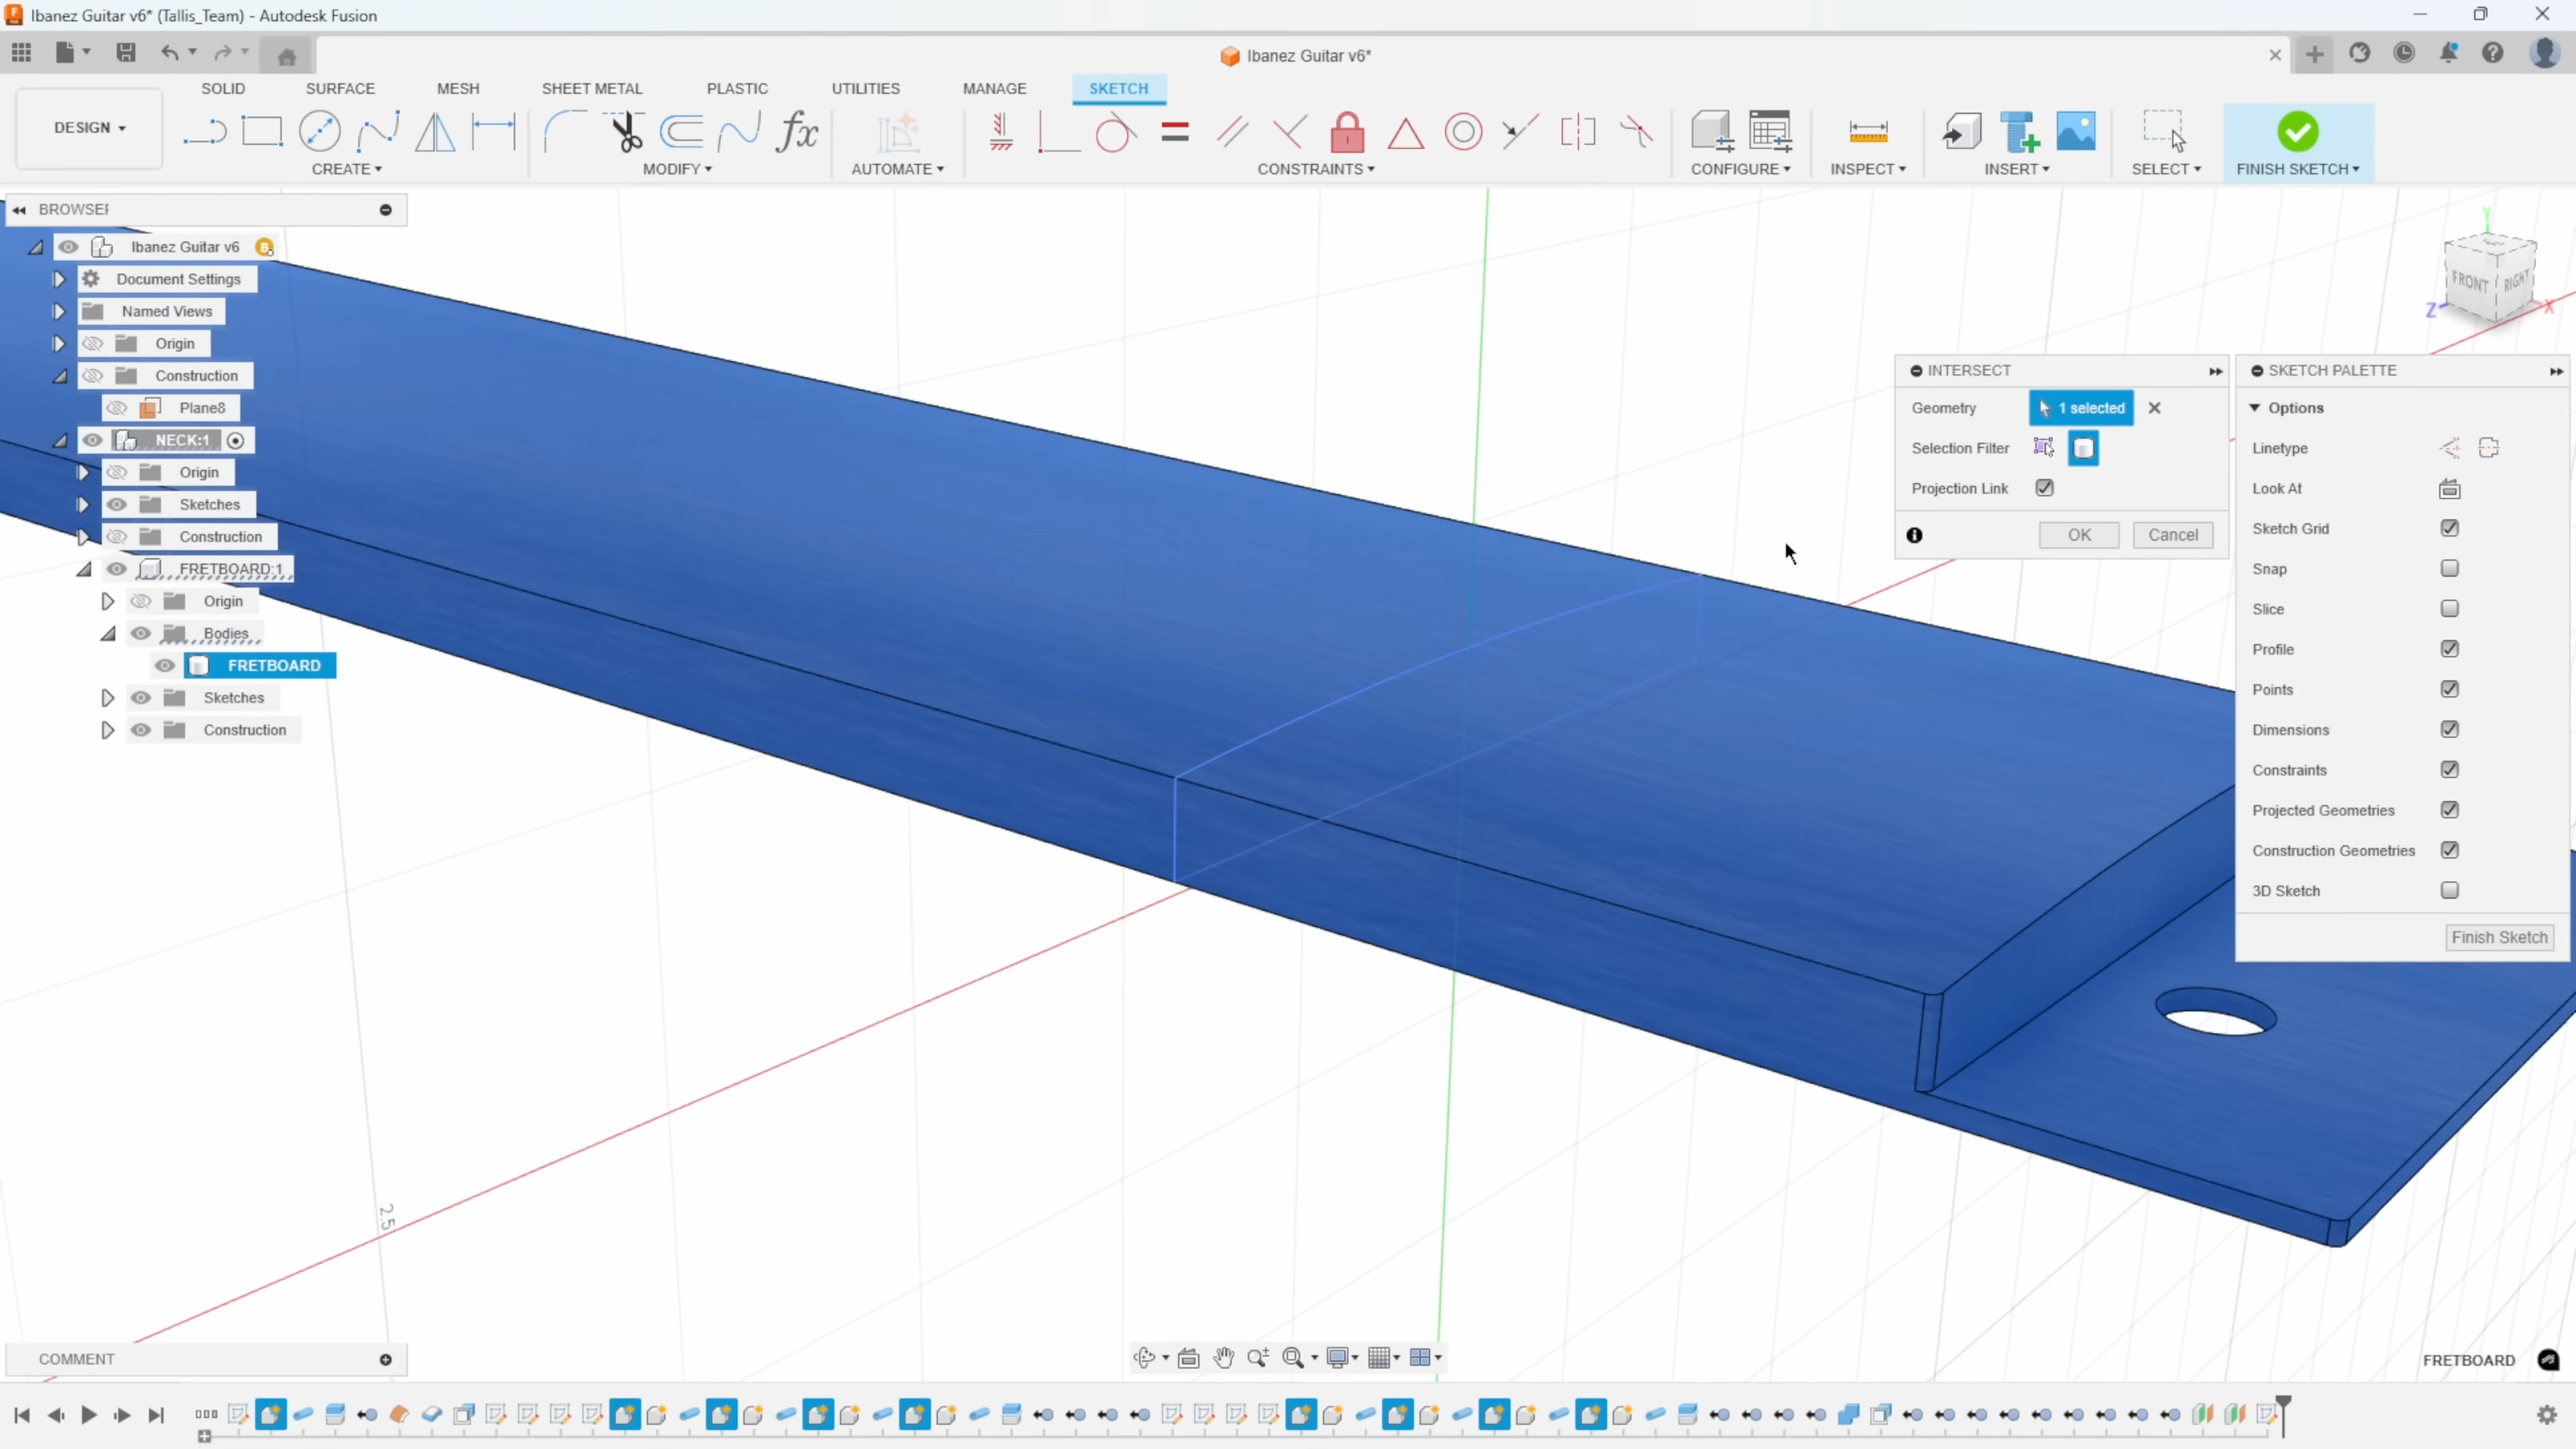 Ibanez Guitar v6* (Tallis_Team) - Autodesk Fusion
Ibanez Guitar v6*
SOLID SURFACE MESH SHEET METAL PLASTIC UTILITIES MANAGE SKETCH
DESIGN
fx
CREATE MODIFY AUTOMATE CONSTRAINTS CONFIGURE INSPECT INSERT SELECT FINISH SKETCH
BROWSER
Ibanez Guitar v6
Document Settings
Named Views
Origin
Construction
Plane8
NECK:1
Origin
Sketches
Construction
FRETBOARD:1
Origin
Bodies
FRETBOARD
Sketches
Construction
Y
FRONT RIGHT
Z X
INTERSECT
Geometry 1 selected
Selection Filter
Projection Link
OK Cancel
SKETCH PALETTE
Options
Linetype
Look At
Sketch Grid
Snap
Slice
Profile
Points
Dimensions
Constraints
Projected Geometries
Construction Geometries
3D Sketch
Finish Sketch
2.5
COMMENT
FRETBOARD